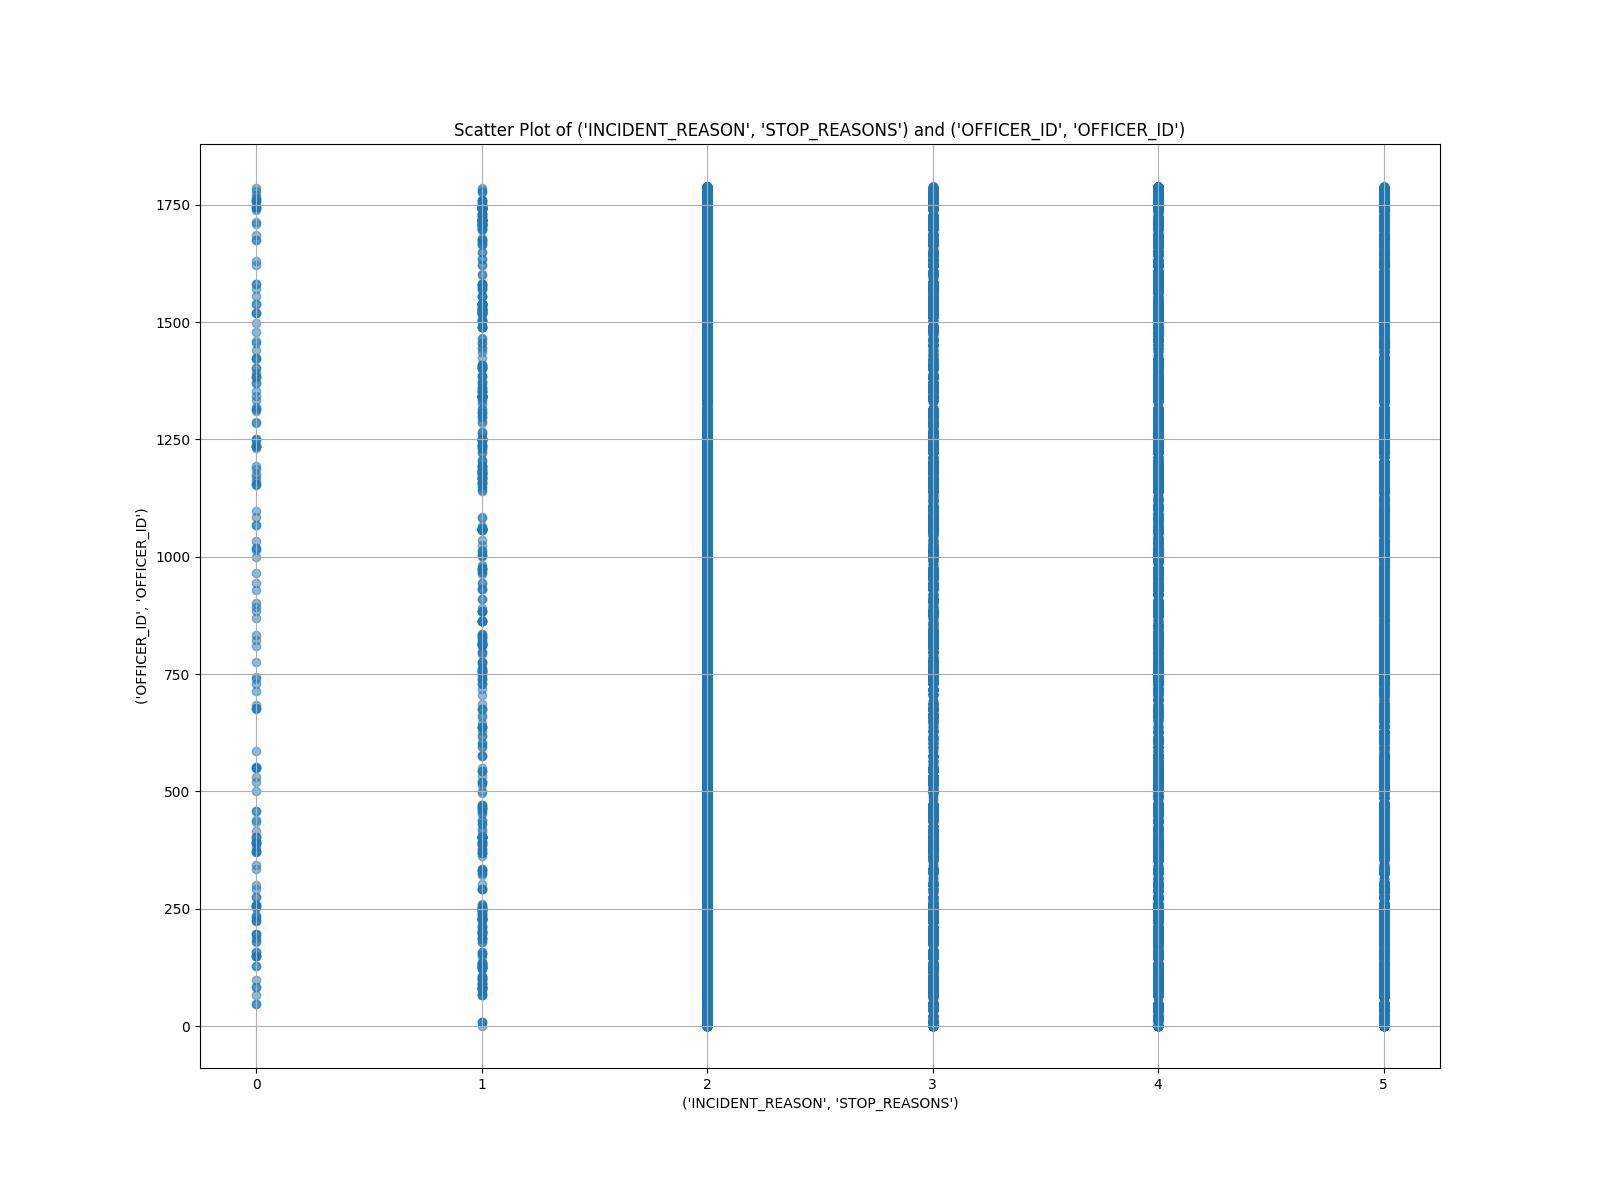 Scatter Plot of ('INCIDENT_REASON', 'STOP_REASONS') and ('OFFICER_ID', 'OFFICER_ID')
1750
1500
1250
1000
750
500
250
0
('OFFICER_ID', 'OFFICER_ID')
0 1 2 3 4 5
('INCIDENT_REASON', 'STOP_REASONS')